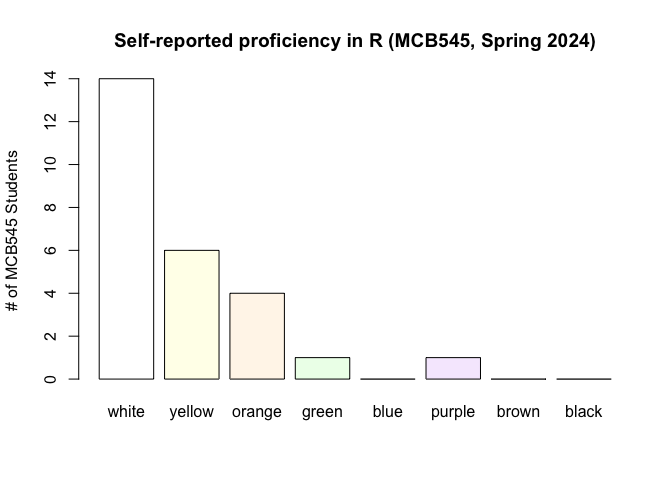 Self-reported proficiency in R (MCB545, Spring 2024)
# of MCB545 Students
14
12
10
8
6
4
2
0
white yellow orange green blue purple brown black